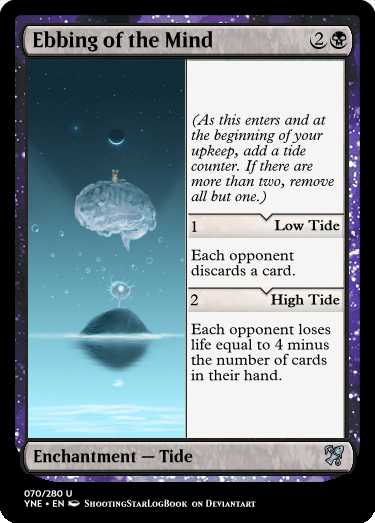 Ebbing of the Mind 2
(As this enters and at
the beginning of your
upkeep, add a tide
counter. If there are
more than two, remove
all but one.)
1 Low Tide
Each opponent
discards a card.
2 High Tide
Each opponent loses
life equal to 4 minus
the number of cards
in their hand.
Enchantment — Tide
070/280 U
YNE • EN ShootingStarLogBook on Deviantart